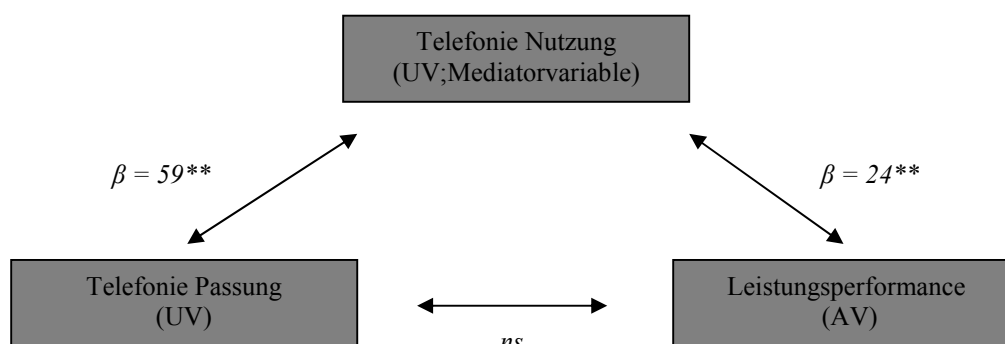 Telefonie Nutzung
(UV;Mediatorvariable)
β = 59**
β = 24**
Telefonie Passung
(UV)
Leistungsperformance
(AV)
ns